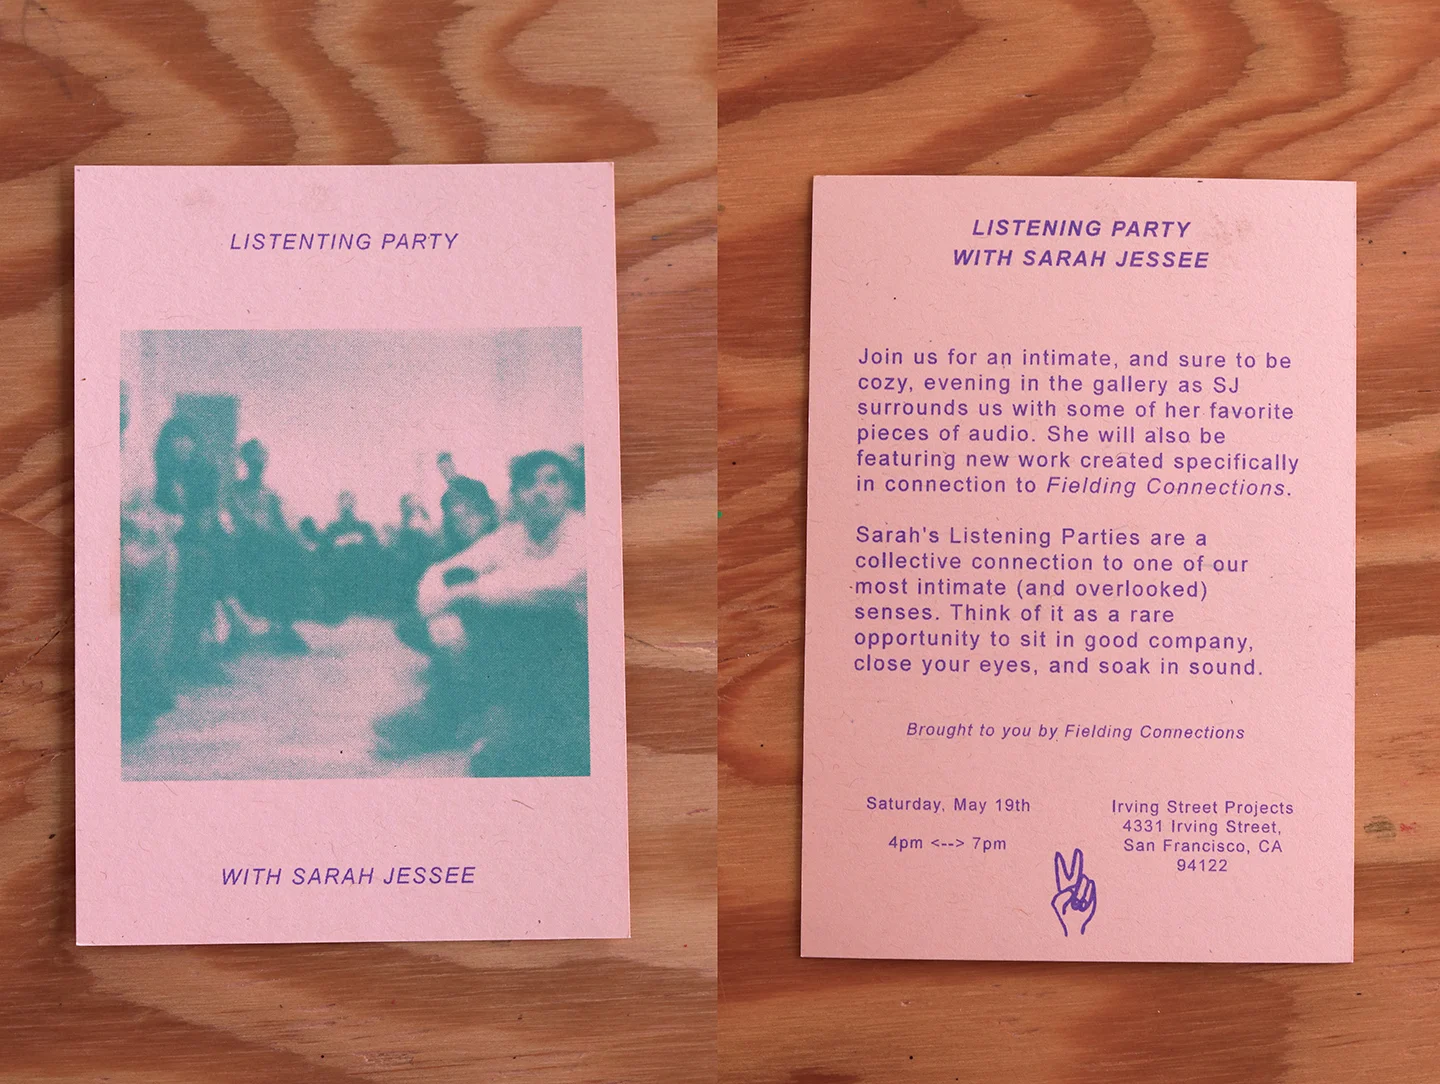 LISTENTING PARTY
WITH SARAH JESSEE
LISTENING PARTY
WITH SARAH JESSEE
Join us for an intimate, and sure to be
cozy, evening in the gallery as SJ
surrounds us with some of her favorite
pieces of audio. She will also be
featuring new work created specifically
in connection to Fielding Connections.
Sarah's Listening Parties are a
collective connection to one of our
most intimate (and overlooked)
senses. Think of it as a rare
opportunity to sit in good company,
close your eyes, and soak in sound.
Brought to you by Fielding Connections
Saturday, May 19th
4pm <--> 7pm
Irving Street Projects
4331 Irving Street,
San Francisco, CA
94122